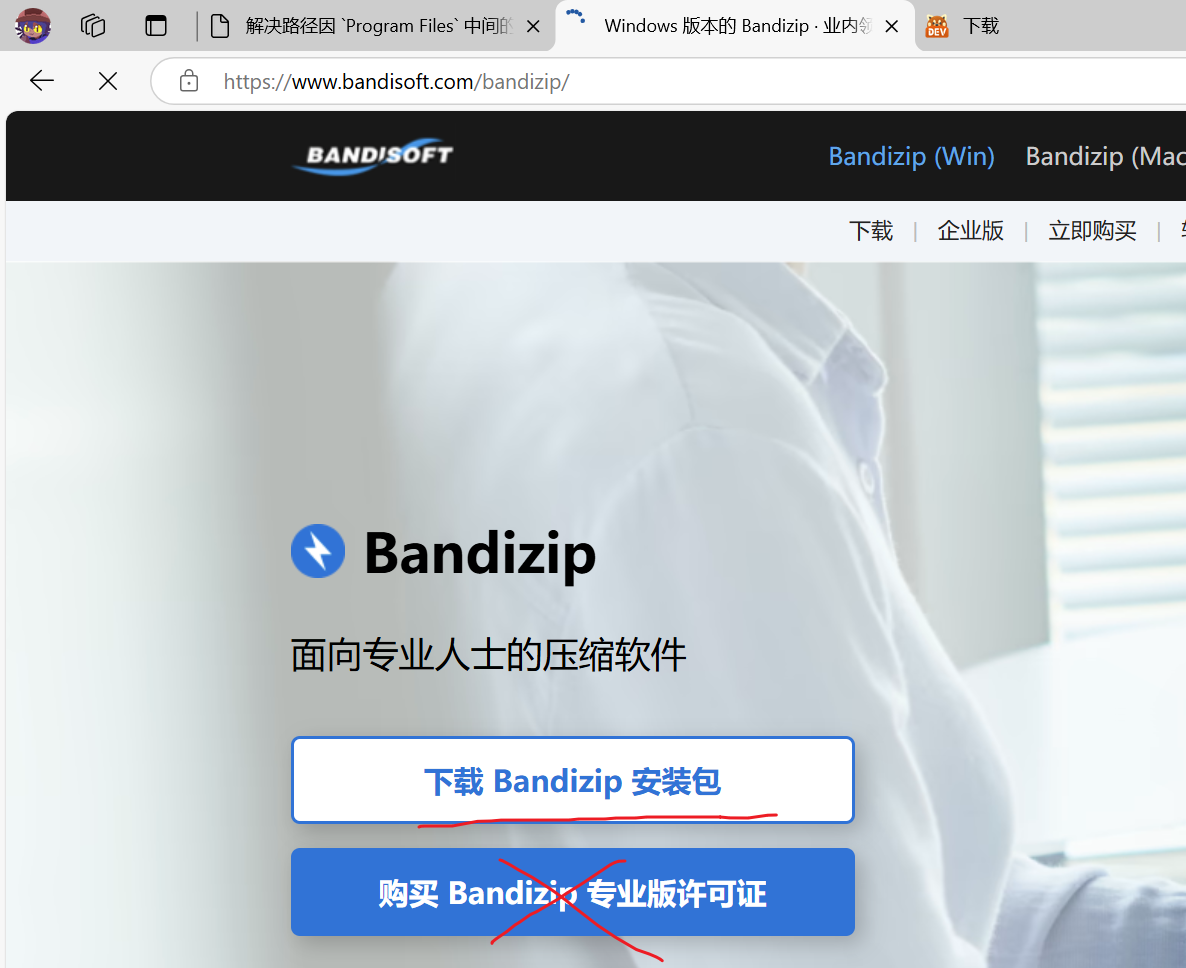 解决路径因 `Program Files` 中间的
Windows 版本的 Bandizip · 业内领
DEV
下载
https://www.bandisoft.com/bandizip/
BANDISOFT
Bandizip (Win)
Bandizip (Mac
下载 | 企业版 | 立即购买 |
Bandizip
面向专业人士的压缩软件
下载 Bandizip 安装包
购买 Bandizip 专业版许可证